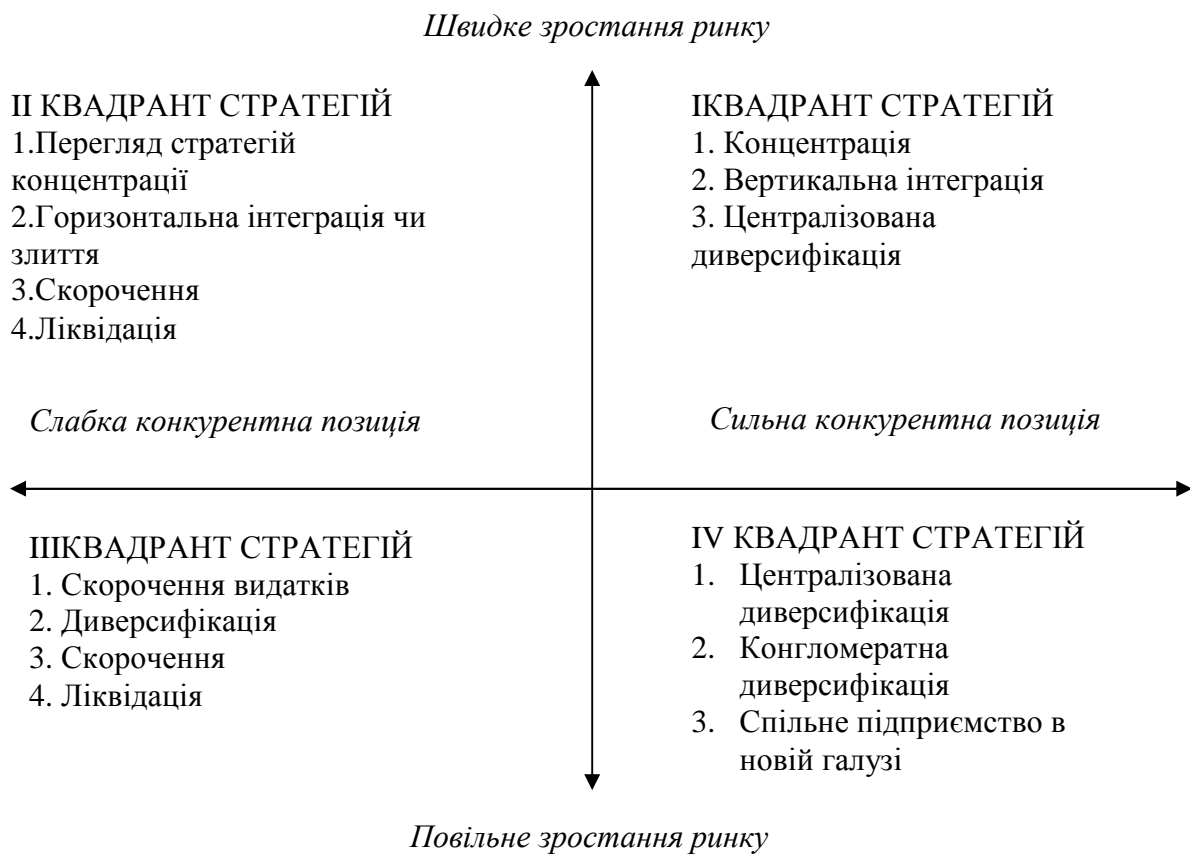 Швидке зростання ринку
ІІ КВАДРАНТ СТРАТЕГІЙ
1.Перегляд стратегій
концентрації
2.Горизонтальна інтеграція чи
злиття
3.Скорочення
4.Ліквідація
ІКВАДРАНТ СТРАТЕГІЙ
1. Концентрація
2. Вертикальна інтеграція
3. Централізована
диверсифікація
Слабка конкурентна позиція
Сильна конкурентна позиція
ІІІКВАДРАНТ СТРАТЕГІЙ
1. Скорочення видатків
2. Диверсифікація
3. Скорочення
4. Ліквідація
IV КВАДРАНТ СТРАТЕГІЙ
1. Централізована
диверсифікація
2. Конгломератна
диверсифікація
3. Спільне підприємство в
новій галузі
Повільне зростання ринку